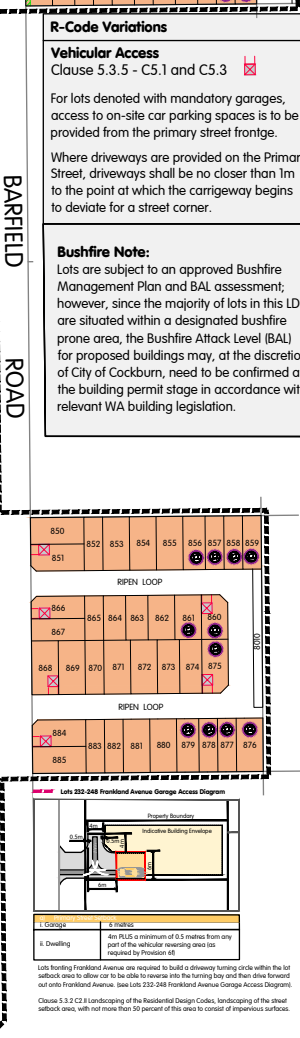 R-Code Variations
Vehicular Access
Clause 5.3.5 - C5.1 and C5.3
For lots denoted with mandatory garages,
access to on-site car parking spaces is to be
provided from the primary street frontge.
Where driveways are provided on the Primar
Street, driveways shall be no closer than 1m
to the point at which the carrigeway begins
to deviate for a street corner.
Bushfire Note:
Lots are subject to an approved Bushfire
Management Plan and BAL assessment;
however, since the majority of lots in this LD
are situated within a designated bushfire
prone area, the Bushfire Attack Level (BAL)
for proposed buildings may, at the discretio
of City of Cockburn, need to be confirmed a
the building permit stage in accordance wit
relevant WA building legislation.
BARFIELD ROAD
850
851
852 853 854 855 856 857 858 859
RIPEN LOOP
8010
866
867
865 864 863 862 861 860
868 869 870 871 872 873 874 875
RIPEN LOOP
884
885
883 882 881 880 879 878 877 876
Lots 232-248 Frankland Avenue Garage Access Diagram
Property Boundary
Indicative Building Envelope
4m
0.5m
0.5m
6m
6m
i. Garage 6 metres
ii. Dwelling
4m PLUS a minimum of 0.5 metres from any
part of the vehicular reversing area (as
required by Provision 6f)
Lots fronting Frankland Avenue are required to build a driveway turning circle within the lot
setback area to allow car to be able to reverse into the turning bay and then drive forward
out onto Frankland Avenue. (see Lots 232-248 Frankland Avenue Garage Access Diagram).
Clause 5.3.2 C2.ii Landscaping of the Residential Design Codes, landscaping of the street
setback area, with not more than 50 percent of this area to consist of impervious surfaces.